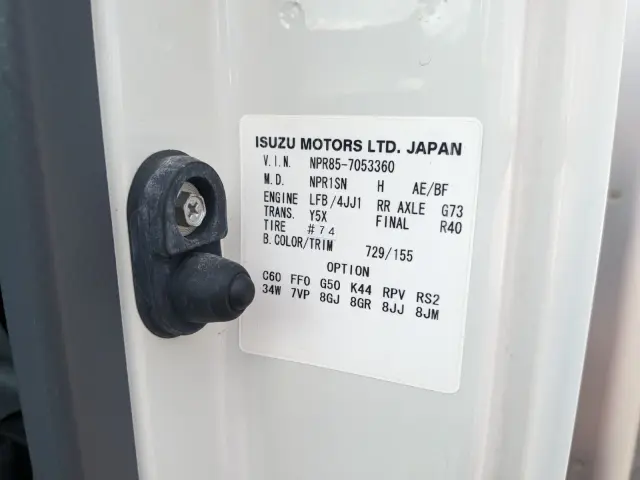 ISUZU MOTORS LTD. JAPAN
V.I.N. NPR85-7053360
M.D. NPR1SN H AE/BF
ENGINE LFB/4JJ1 RR AXLE G73
TRANS. Y5X FINAL R40
TIRE #74
B.COLOR/TRIM 729/155
OPTION
C60 FF0 G50 K44 RPV RS2
34W 7VP 8GJ 8GR 8JJ 8JM